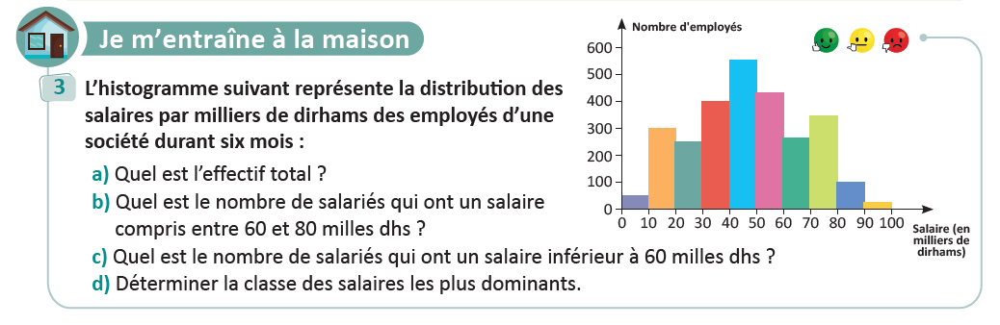 Je m'entraîne à la maison
3 L'histogramme suivant représente la distribution des
salaires par milliers de dirhams des employés d'une
société durant six mois :
a) Quel est l'effectif total ?
b) Quel est le nombre de salariés qui ont un salaire
compris entre 60 et 80 milles dhs ?
c) Quel est le nombre de salariés qui ont un salaire inférieur à 60 milles dhs ?
d) Déterminer la classe des salaires les plus dominants.
Nombre d'employés
600
500
400
300
200
100
0
0 10 20 30 40 50 60 70 80 90 100
Salaire (en
milliers de
dirhams)